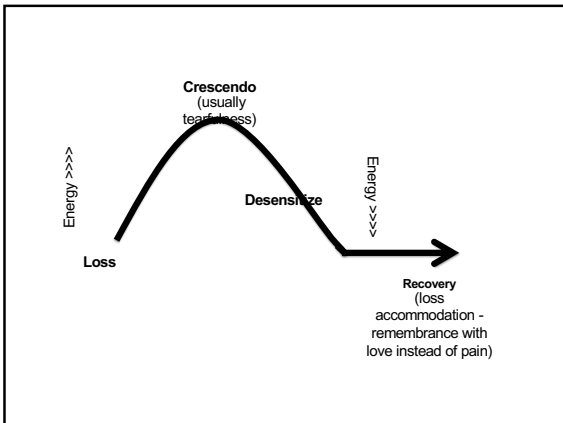 Crescendo
(usually
tearfulness)
Energy >>>>
Energy >>>>
Desensitize
Loss
Recovery
(loss
accommodation -
remembrance with
love instead of pain)